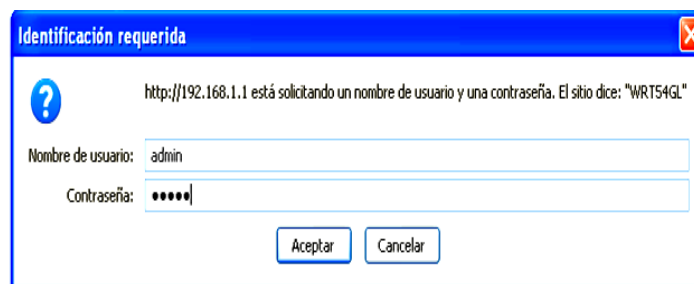 Identificación requerida
http://192.168.1.1 está solicitando un nombre de usuario y una contraseña. El sitio dice: "WRT54GL"
Nombre de usuario: admin
Contraseña: •••••
Aceptar Cancelar